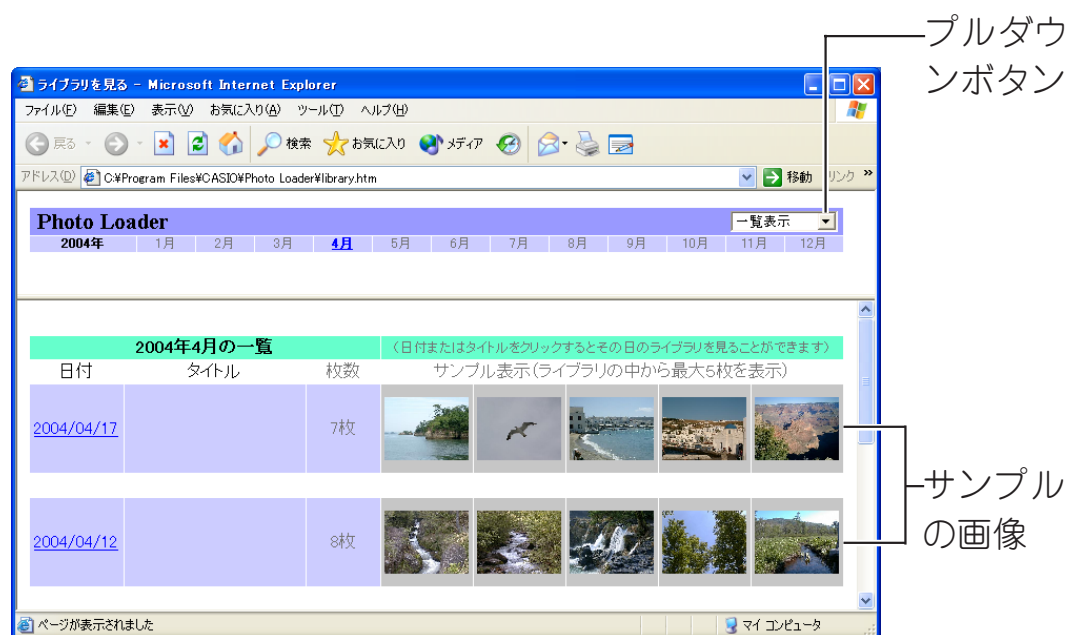 プルダウ
ンボタン
ライブラリを見る - Microsoft Internet Explorer
ファイル(F) 編集(E) 表示(V) お気に入り(A) ツール(T) ヘルプ(H)
戻る 検索 お気に入り メディア
アドレス(D) C:¥Program Files¥CASIO¥Photo Loader¥library.htm 移動 リンク »
Photo Loader 一覧表示
2004年 1月 2月 3月 4月 5月 6月 7月 8月 9月 10月 11月 12月
2004年4月の一覧 (日付またはタイトルをクリックするとその日のライブラリを見ることができます)
日付 タイトル 枚数 サンプル表示(ライブラリの中から最大5枚を表示)
2004/04/17 7枚
サンプル
の画像
2004/04/12 8枚
ページが表示されました マイ コンピュータ